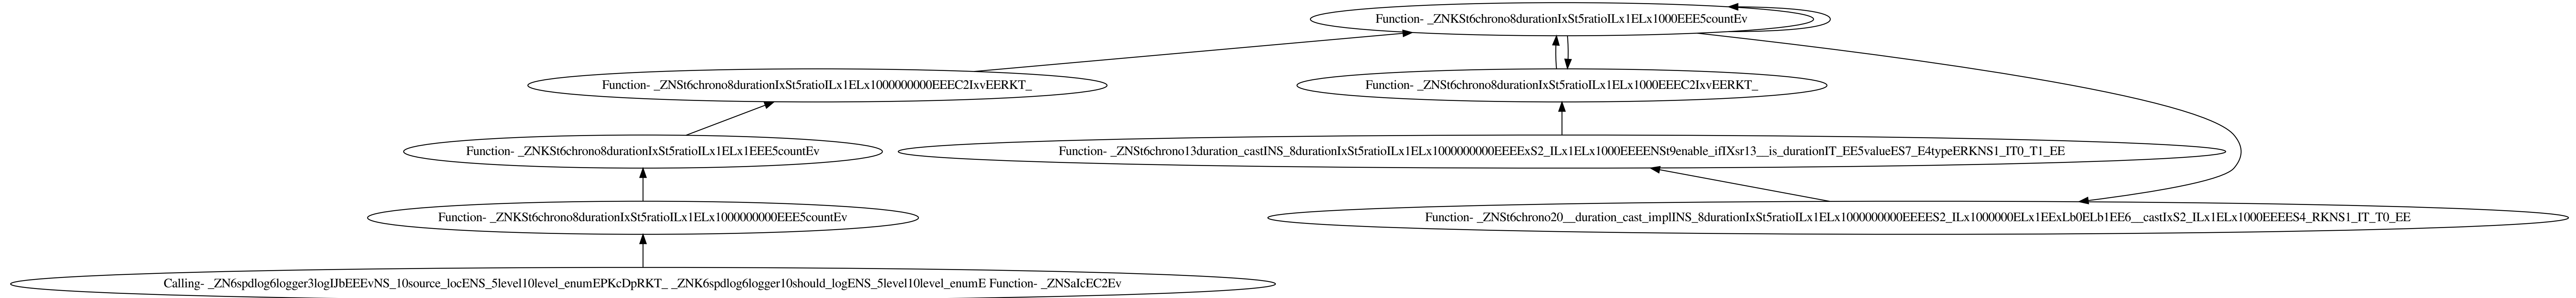 Function- _ZNKSt6chrono8durationIxSt5ratioILx1ELx1000EEE5countEv
Function- _ZNSt6chrono8durationIxSt5ratioILx1ELx1000000000EEEC2IxvEERKT_
Function- _ZNSt6chrono8durationIxSt5ratioILx1ELx1000EEEC2IxvEERKT_
Function- _ZNKSt6chrono8durationIxSt5ratioILx1ELx1EEE5countEv
Function- _ZNSt6chrono13duration_castINS_8durationIxSt5ratioILx1ELx1000000000EEEExS2_ILx1ELx1000EEEENSt9enable_ifIXsr13__is_durationIT_EE5valueES7_E4typeERKNS1_IT0_T1_EE
Function- _ZNKSt6chrono8durationIxSt5ratioILx1ELx1000000000EEE5countEv
Function- _ZNSt6chrono20__duration_cast_implINS_8durationIxSt5ratioILx1ELx1000000000EEEES2_ILx1000000ELx1EExLb0ELb1EE6__castIxS2_ILx1ELx1000EEEES4_RKNS1_IT_T0_EE
Calling- _ZN6spdlog6logger3logIJbEEEvNS_10source_locENS_5level10level_enumEPKcDpRKT_ _ZNK6spdlog6logger10should_logENS_5level10level_enumE Function- _ZNSaIcEC2Ev